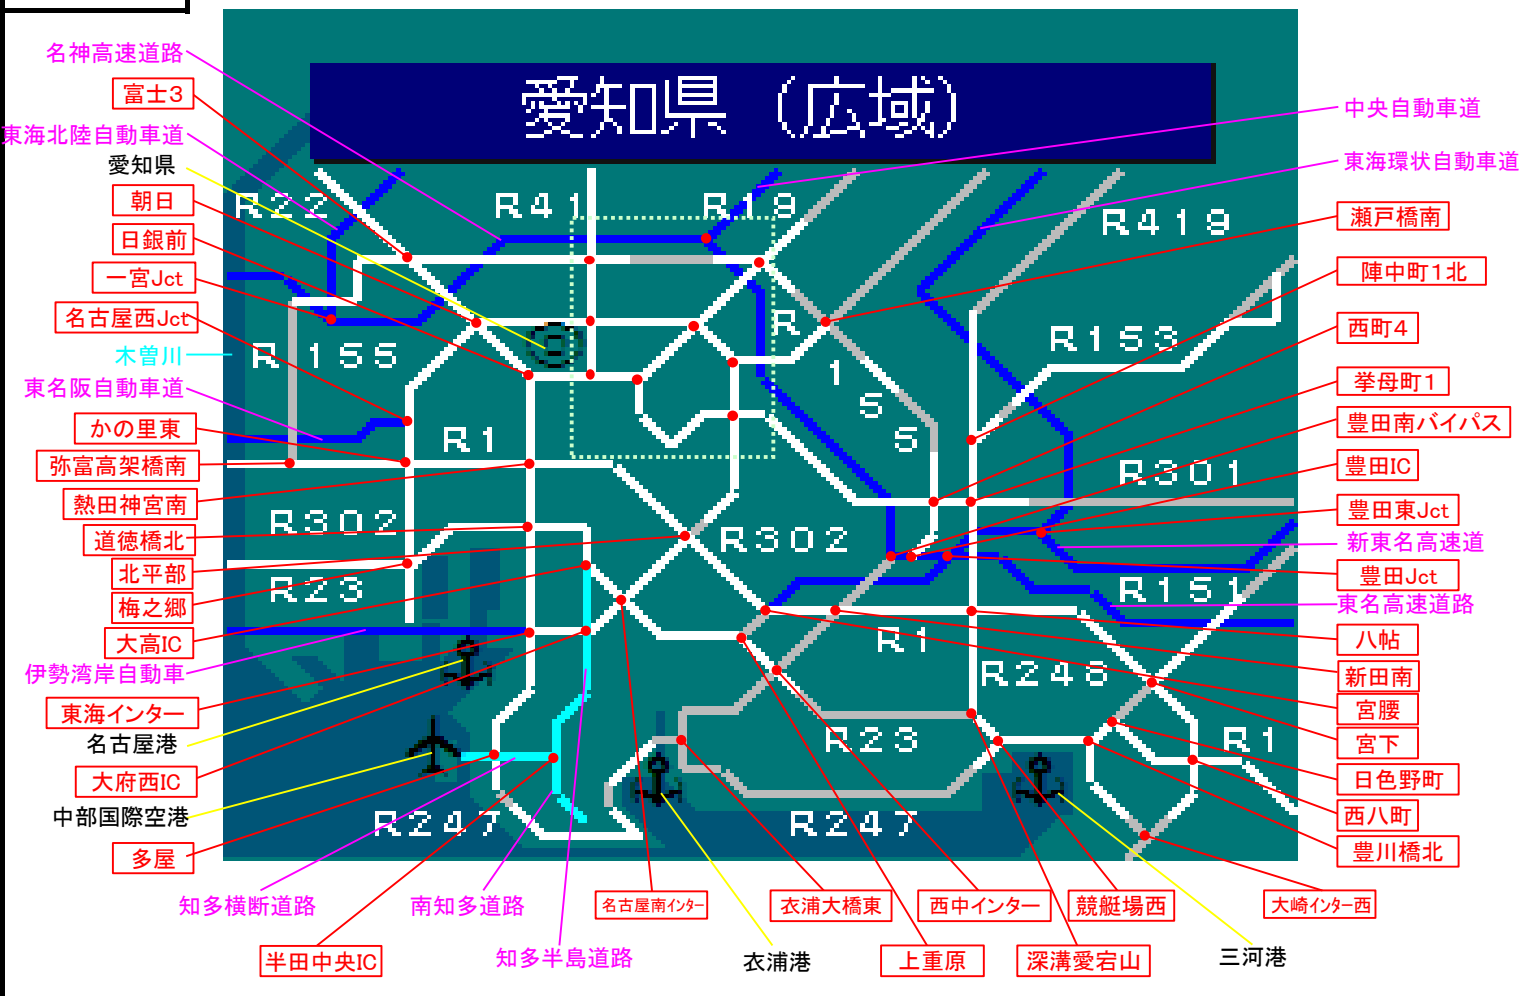 愛知県（広域）
名神高速道路
富士3
東海北陸自動車道
愛知県
朝日
日銀前
一宮Jct
名古屋西Jct
木曽川
東名阪自動車道
かの里東
弥富高架橋南
熱田神宮南
道徳橋北
北平部
梅之郷
大高IC
伊勢湾岸自動車
東海インター
名古屋港
大府西IC
中部国際空港
多屋
中央自動車道
東海環状自動車道
瀬戸橋南
陣中町1北
西町4
挙母町1
豊田南バイパス
豊田IC
豊田東Jct
新東名高速道
豊田Jct
東名高速道路
八帖
新田南
宮腰
宮下
日色野町
西八町
豊川橋北
R22
R41
R19
R419
R155
R155
R153
R1
R301
R302
R302
R23
R151
R1
R248
R23
R1
R247
R247
知多横断道路
南知多道路
名古屋南インター
衣浦大橋東
西中インター
競艇場西
大崎インター西
半田中央IC
知多半島道路
衣浦港
上重原
深溝愛宕山
三河港